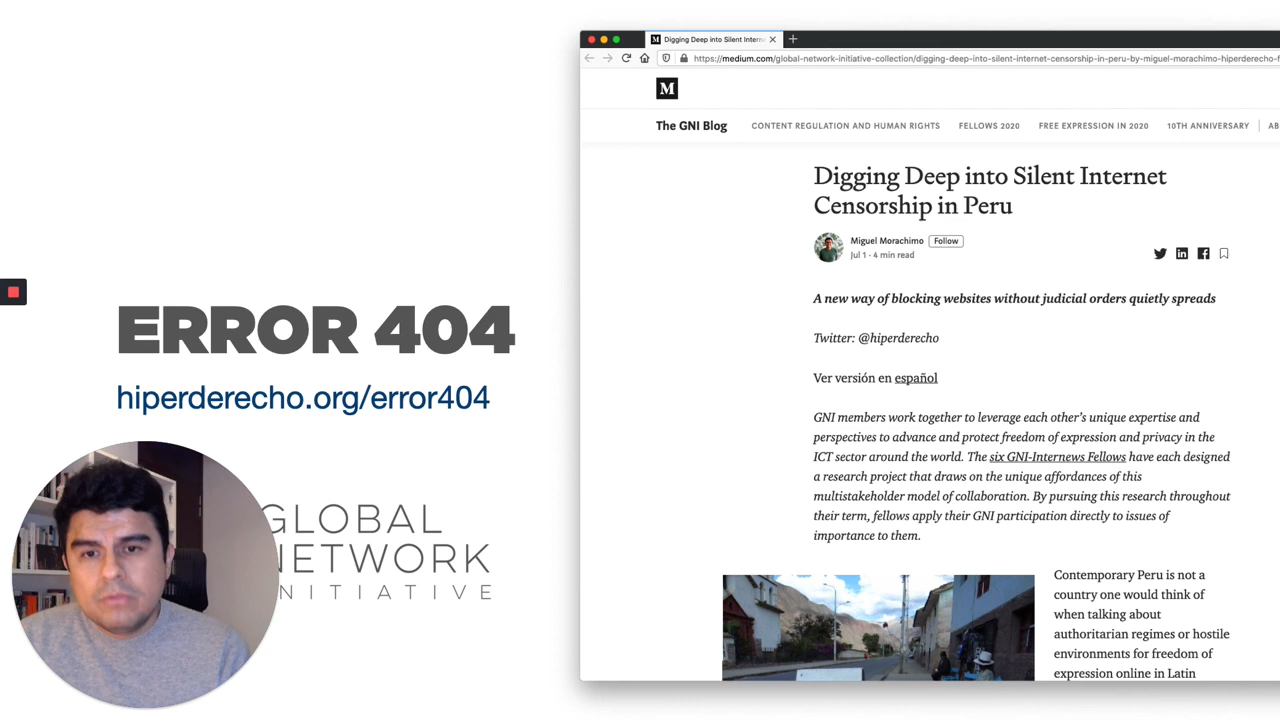 ERROR 404
hiperderecho.org/error404
GLOBAL
NETWORK
INITIATIVE
Digging Deep into Silent Intern
https://medium.com/global-network-initiative-collection/digging-deep-into-silent-internet-censorship-in-peru-by-miguel-morachimo-hiperderecho-f
M
The GNI Blog
CONTENT REGULATION AND HUMAN RIGHTS
FELLOWS 2020
FREE EXPRESSION IN 2020
10TH ANNIVERSARY
AB
Digging Deep into Silent Internet
Censorship in Peru
Miguel Morachimo Follow
Jul 1 · 4 min read
A new way of blocking websites without judicial orders quietly spreads
Twitter: @hiperderecho
Ver versión en español
GNI members work together to leverage each other’s unique expertise and
perspectives to advance and protect freedom of expression and privacy in the
ICT sector around the world. The six GNI-Internews Fellows have each designed
a research project that draws on the unique affordances of this
multistakeholder model of collaboration. By pursuing this research throughout
their term, fellows apply their GNI participation directly to issues of
importance to them.
Contemporary Peru is not a
country one would think of
when talking about
authoritarian regimes or hostile
environments for freedom of
expression online in Latin